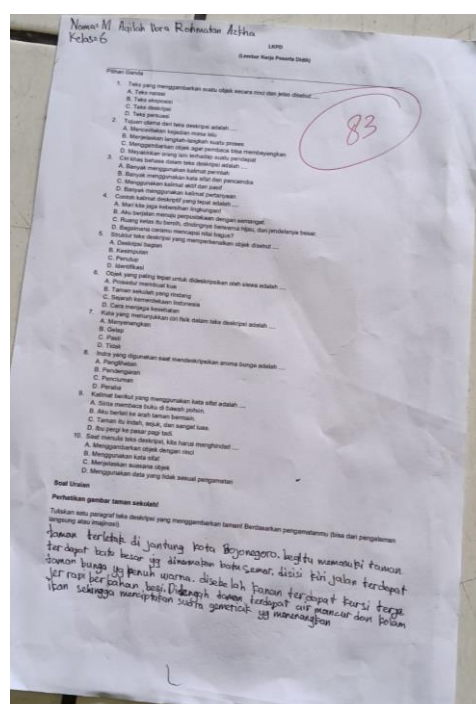 Nama: M. Aqilah Ibra Rohmatan Azkha
Kelas: 6
LKPD
(Lembar Kerja Peserta Didik)
Pilihan Ganda
83
1. Teks yang menggambarkan suatu objek secara rinci dan jelas disebut ....
A. Teks narasi
B. Teks eksposisi
C. Teks deskripsi
D. Teks persuasi
2. Tujuan utama dari teks deskripsi adalah ....
A. Menceritakan kejadian masa lalu
B. Menjelaskan langkah-langkah suatu proses
C. Menggambarkan objek agar pembaca bisa membayangkan
D. Meyakinkan orang lain terhadap suatu pendapat
3. Ciri khas bahasa dalam teks deskripsi adalah ....
A. Banyak menggunakan kalimat perintah
B. Banyak menggunakan kata sifat dan pancaindra
C. Menggunakan kalimat aktif dan pasif
D. Banyak menggunakan kalimat pertanyaan
4. Contoh kalimat deskriptif yang tepat adalah ....
A. Mari kita jaga kebersihan lingkungan!
B. Aku berjalan menuju perpustakaan dengan semangat.
C. Ruang kelas itu bersih, dindingnya berwarna hijau, dan jendelanya besar.
D. Bagaimana caramu mencapai nilai bagus?
5. Struktur teks deskripsi yang memperkenalkan objek disebut ....
A. Deskripsi bagian
B. Kesimpulan
C. Penutup
D. Identifikasi
6. Objek yang paling tepat untuk dideskripsikan oleh siswa adalah ....
A. Prosedur membuat kue
B. Taman sekolah yang rindang
C. Sejarah kemerdekaan Indonesia
D. Cara menjaga kesehatan
7. Kata yang menunjukkan ciri fisik dalam teks deskripsi adalah ....
A. Menyenangkan
B. Gelap
C. Pasti
D. Tidak
8. Indra yang digunakan saat mendeskripsikan aroma bunga adalah ....
A. Penglihatan
B. Pendengaran
C. Penciuman
D. Peraba
9. Kalimat berikut yang menggunakan kata sifat adalah ....
A. Sinta membaca buku di bawah pohon.
B. Aku berlari ke arah taman bermain.
C. Taman itu indah, sejuk, dan sangat luas.
D. Ibu pergi ke pasar pagi tadi.
10. Saat menulis teks deskripsi, kita harus menghindari ....
A. Menggambarkan objek dengan rinci
B. Menggunakan kata sifat
C. Menjelaskan suasana objek
D. Menggunakan data yang tidak sesuai pengamatan
Soal Uraian
Perhatikan gambar taman sekolah!
Tuliskan satu paragraf teks deskripsi yang menggambarkan taman! Berdasarkan pengamatanmu (bisa dari pengalaman
langsung atau imajinasi)
taman terletak di jantung kota Bojonegoro. begitu memasuki taman
terdapat batu besar yg dinamakan batu semar. disisi kiri jalan terdapat
taman bunga yg penuh warna. disebelah kanan terdapat kursi terja
jer rapi berbahan besi. Ditengah taman terdapat air mancur dan kolam
ikan sehingga menciptakan suara gemericik yg menenangkan